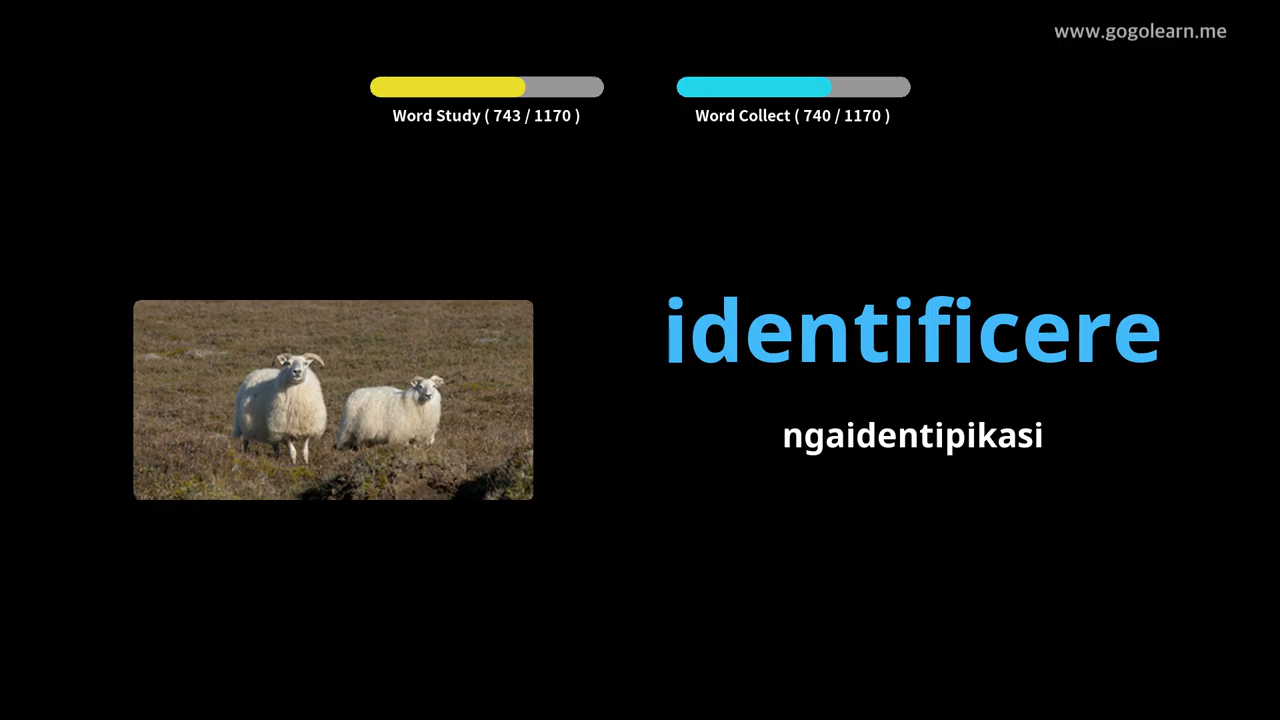 www.gogolearn.me
Word Study ( 743 / 1170 )
Word Collect ( 740 / 1170 )
identificere
ngaidentipikasi